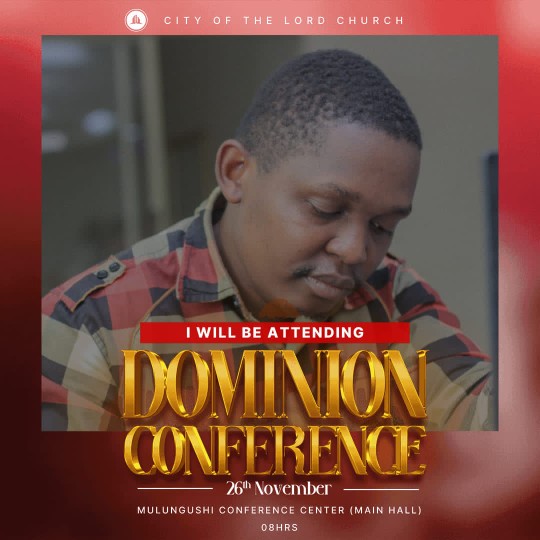 CITY OF THE LORD CHURCH
I WILL BE ATTENDING
DOMINION
CONFERENCE
26th November
MULUNGUSHI CONFERENCE CENTER (MAIN HALL)
08HRS